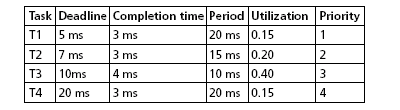 Task Deadline Completion time Period Utilization Priority
T1 5 ms 3 ms 20 ms 0.15 1
T2 7 ms 3 ms 15 ms 0.20 2
T3 10ms 4 ms 10 ms 0.40 3
T4 20 ms 3 ms 20 ms 0.15 4